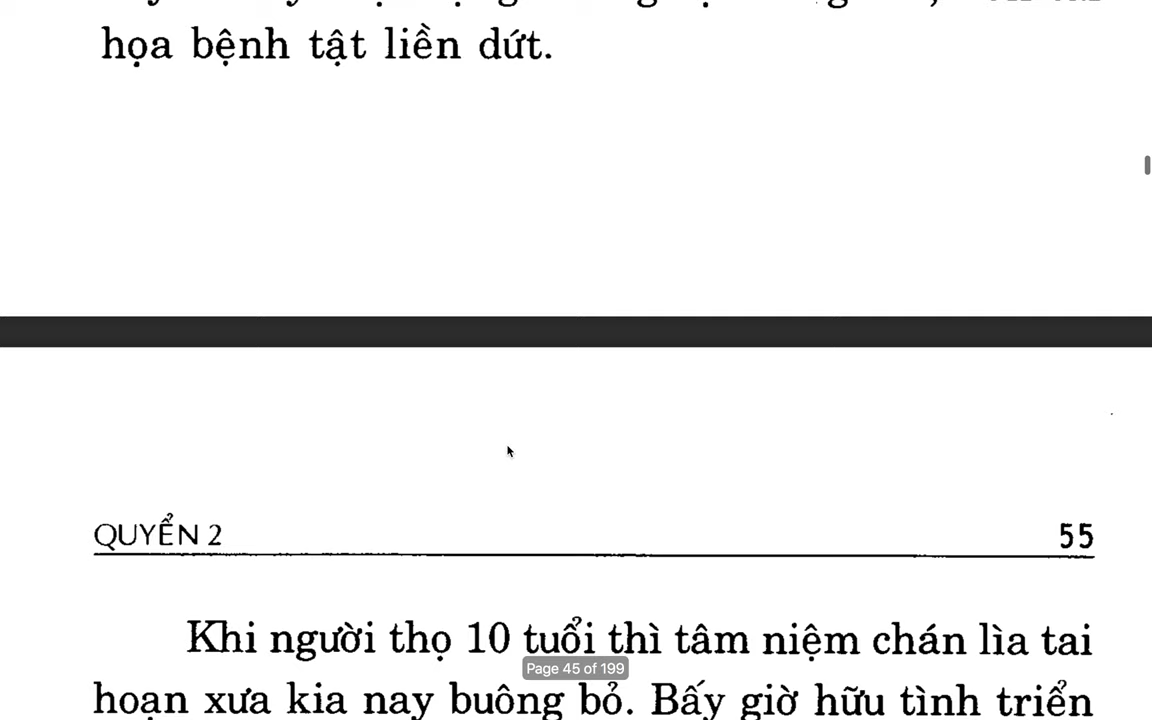 họa bệnh tật liền dứt.
QUYỂN 2 55
Khi người thọ 10 tuổi thì tâm niệm chán lìa tai
Page 45 of 199
hoạn xưa kia nay buông bỏ. Bấy giờ hữu tình triển